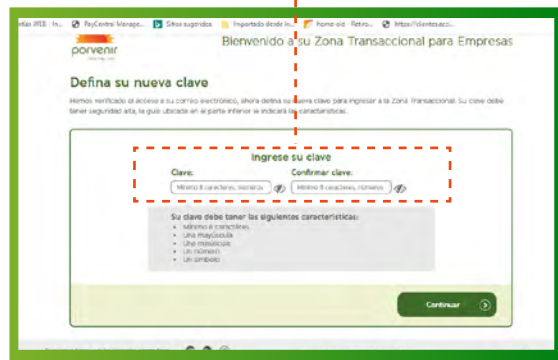 PayCentral Manage... Sitios sugeridos Importado desde In... home-aid - Retiro... https://clientes.acci...
porvenir
Bienvenido a su Zona Transaccional para Empresas
Defina su nueva clave
Hemos verificado el acceso a su correo electrónico, ahora defina su nueva clave para ingresar a la Zona Transaccional. Su clave debe
tener seguridad alta, la guía ubicada en el parte inferior le indicará las características.
Ingrese su clave
Clave: Confirmar clave:
Mínimo 8 caracteres, números Mínimo 8 caracteres, números
Su clave debe tener las siguientes características:
• Mínimo 8 caracteres
• Una mayúscula
• Una minúscula
• Un número
• Un símbolo
Continuar